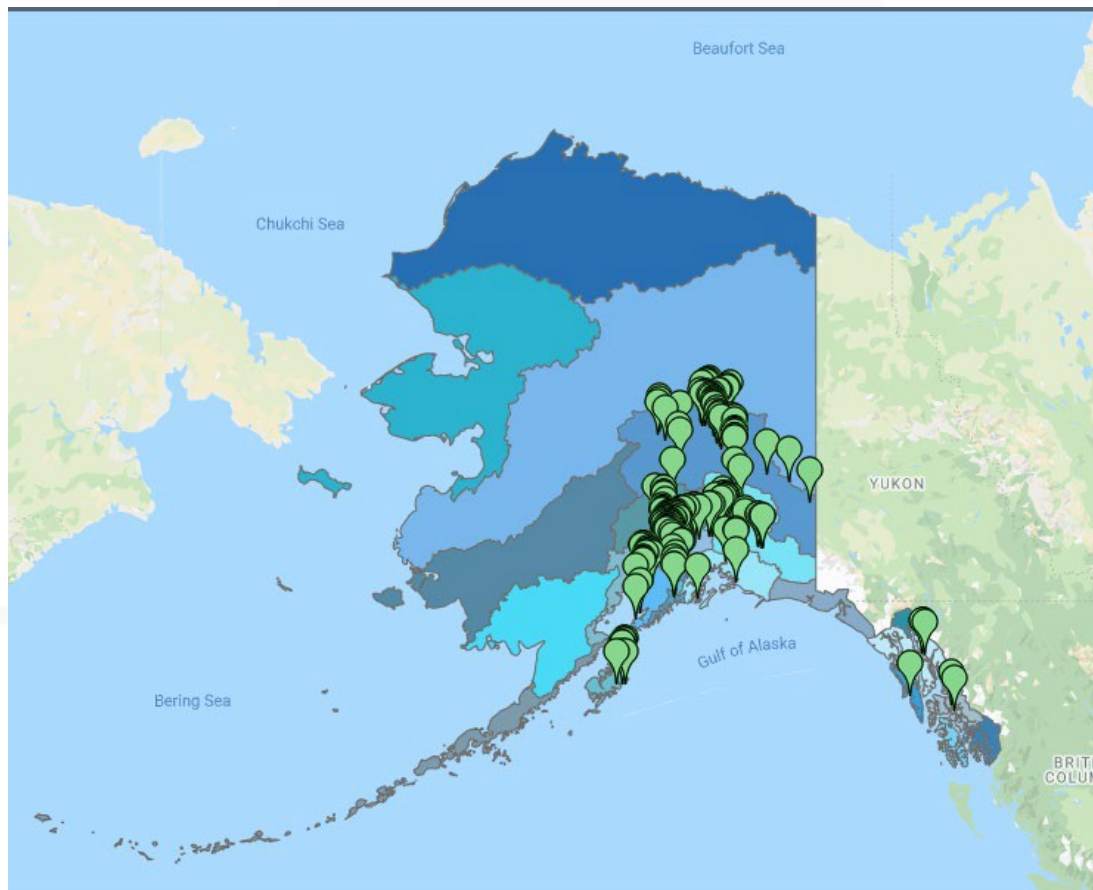 Beaufort Sea
Chukchi Sea
YUKON
Gulf of Alaska
Bering Sea